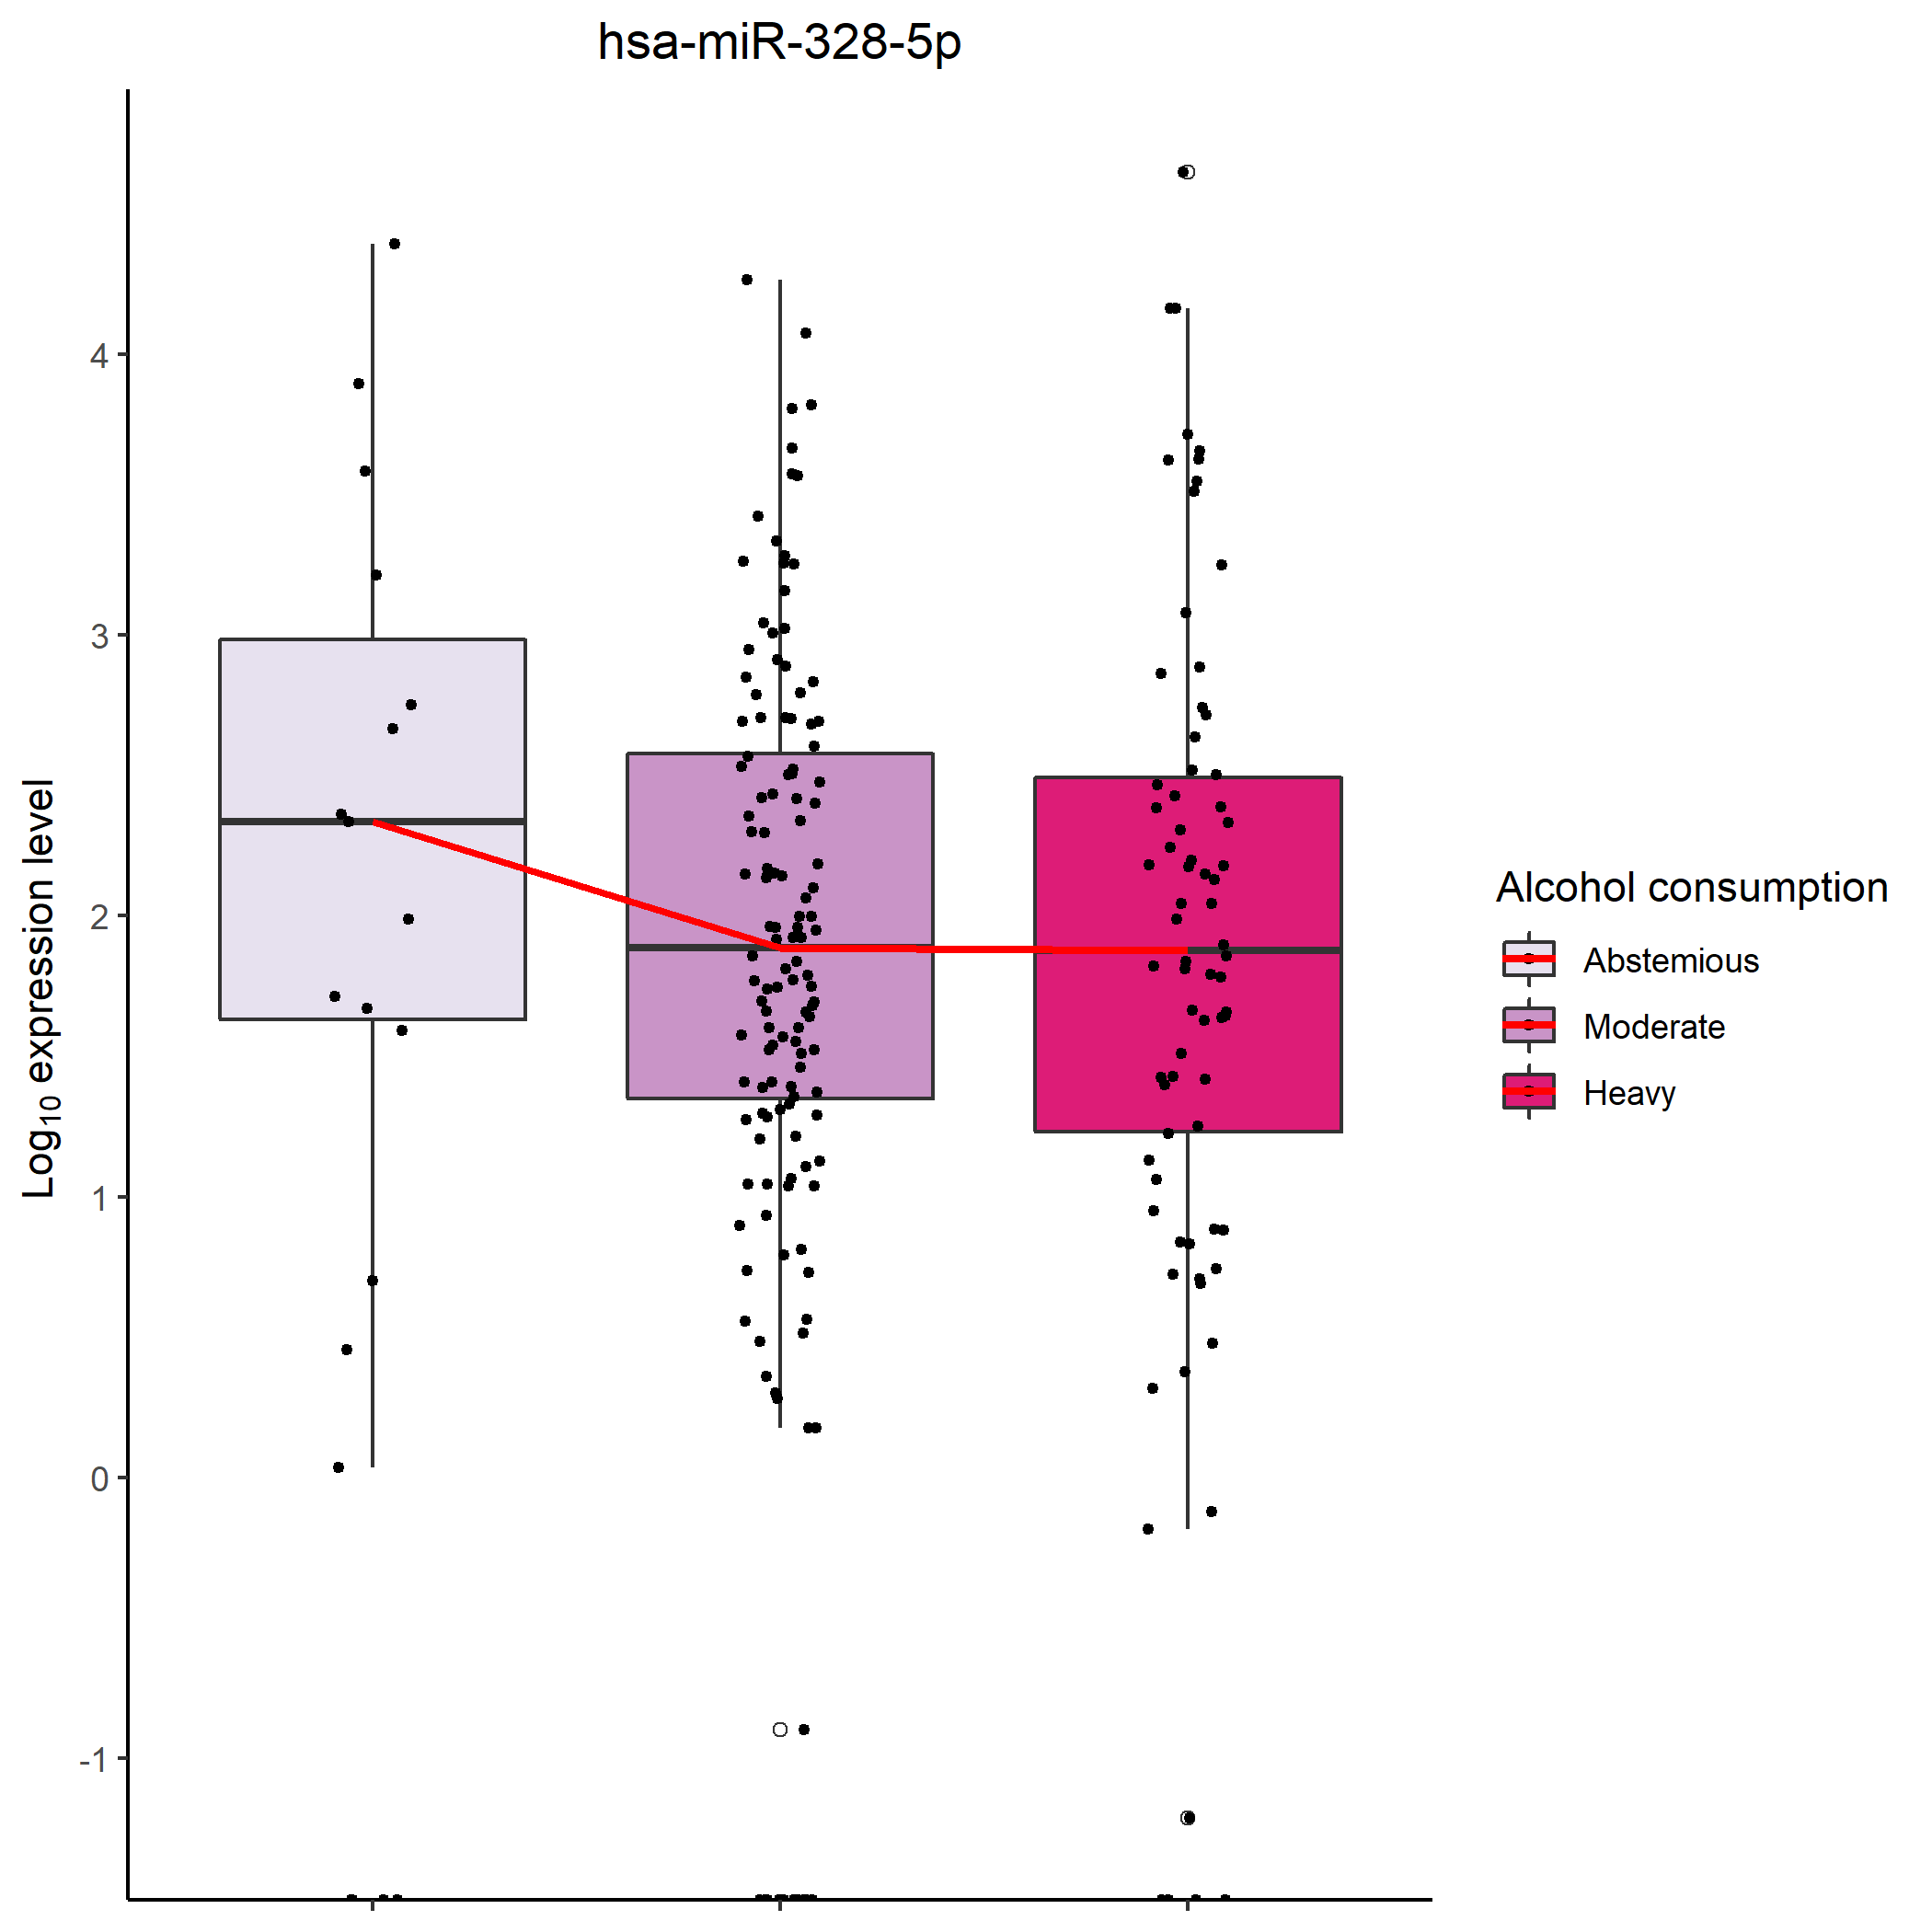 hsa-miR-328-5p
Log10 expression level
4
3
2
1
0
-1
Alcohol consumption
Abstemious
Moderate
Heavy